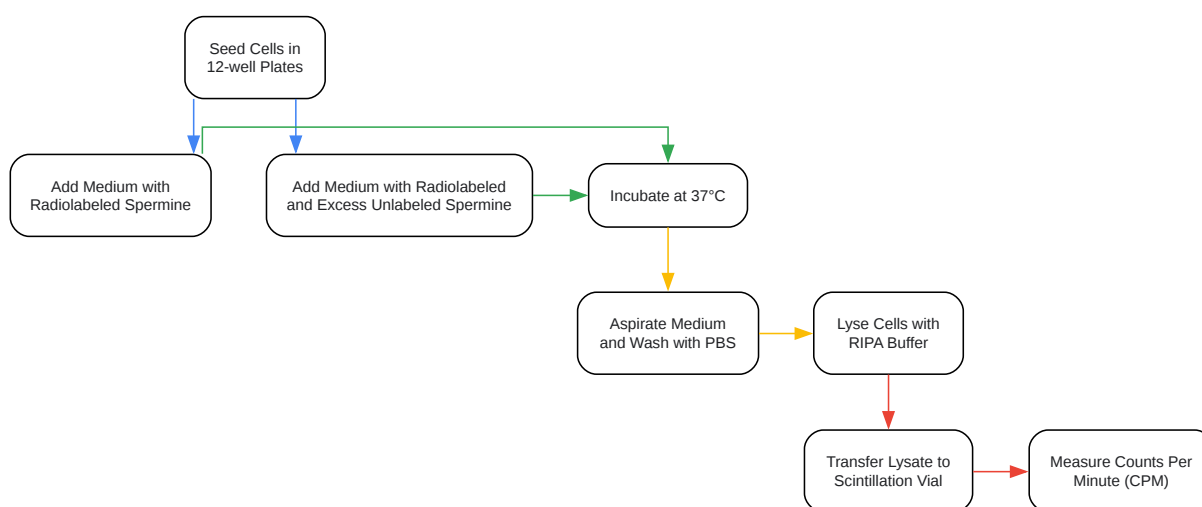 Seed Cells in
12-well Plates
Add Medium with
Radiolabeled Spermine
Add Medium with Radiolabeled
and Excess Unlabeled Spermine
Incubate at 37°C
Aspirate Medium
and Wash with PBS
Lyse Cells with
RIPA Buffer
Transfer Lysate to
Scintillation Vial
Measure Counts Per
Minute (CPM)